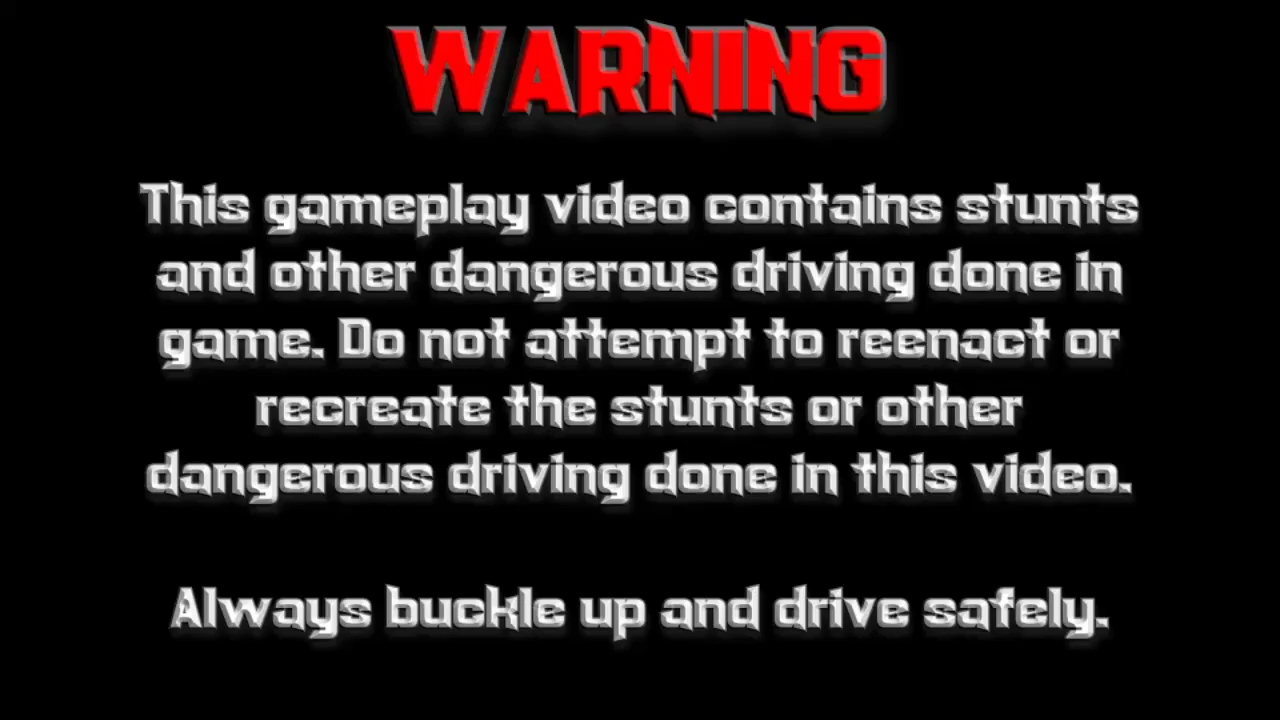 WARNING
This gameplay video contains stunts
and other dangerous driving done in
game. Do not attempt to reenact or
recreate the stunts or other
dangerous driving done in this video.
Always buckle up and drive safely.